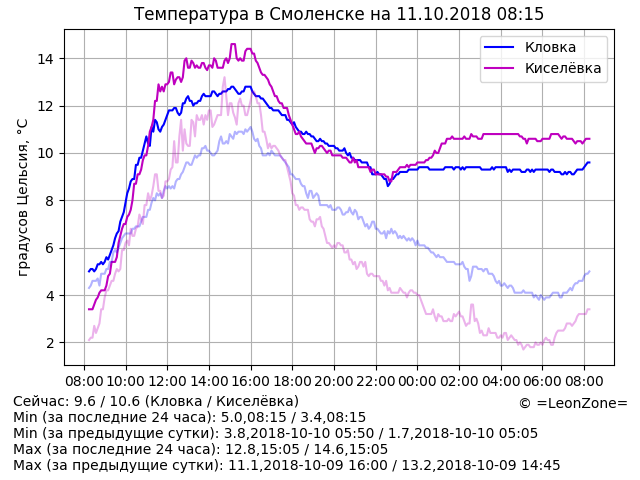 Температура в Смоленске на 11.10.2018 08:15
14
12
10
8
6
4
2
градусов Цельсия, °C
Кловка
Киселёвка
08:00 10:00 12:00 14:00 16:00 18:00 20:00 22:00 00:00 02:00 04:00 06:00 08:00
Сейчас: 9.6 / 10.6 (Кловка / Киселёвка)
© =LeonZone=
Min (за последние 24 часа): 5.0,08:15 / 3.4,08:15
Min (за предыдущие сутки): 3.8,2018-10-10 05:50 / 1.7,2018-10-10 05:05
Max (за последние 24 часа): 12.8,15:05 / 14.6,15:05
Max (за предыдущие сутки): 11.1,2018-10-09 16:00 / 13.2,2018-10-09 14:45